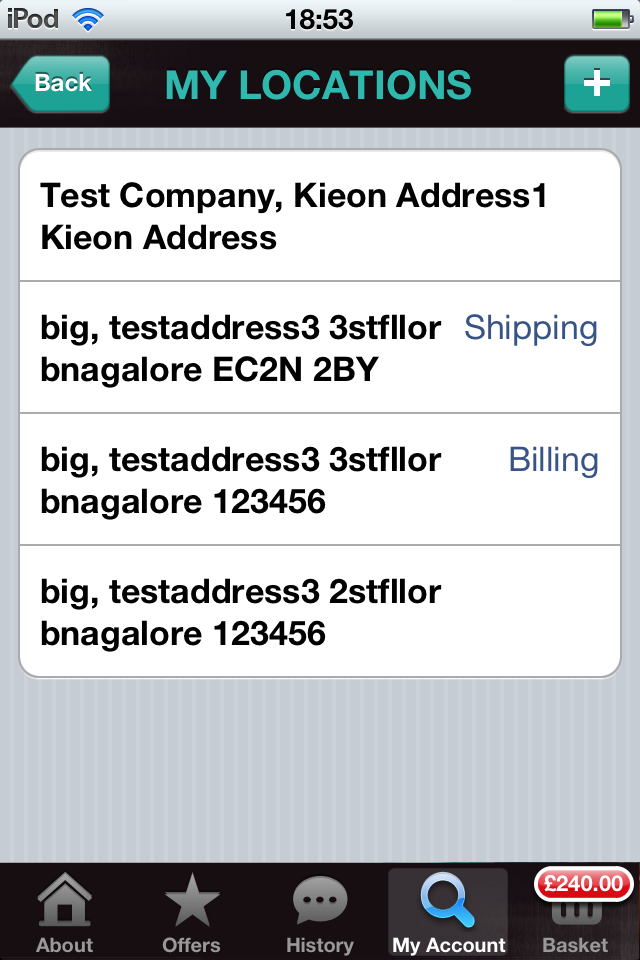 iPod 18:53
Back MY LOCATIONS +
Test Company, Kieon Address1
Kieon Address
big, testaddress3 3stfllor Shipping
bnagalore EC2N 2BY
big, testaddress3 3stfllor Billing
bnagalore 123456
big, testaddress3 2stfllor
bnagalore 123456
£240.00
About Offers History My Account Basket